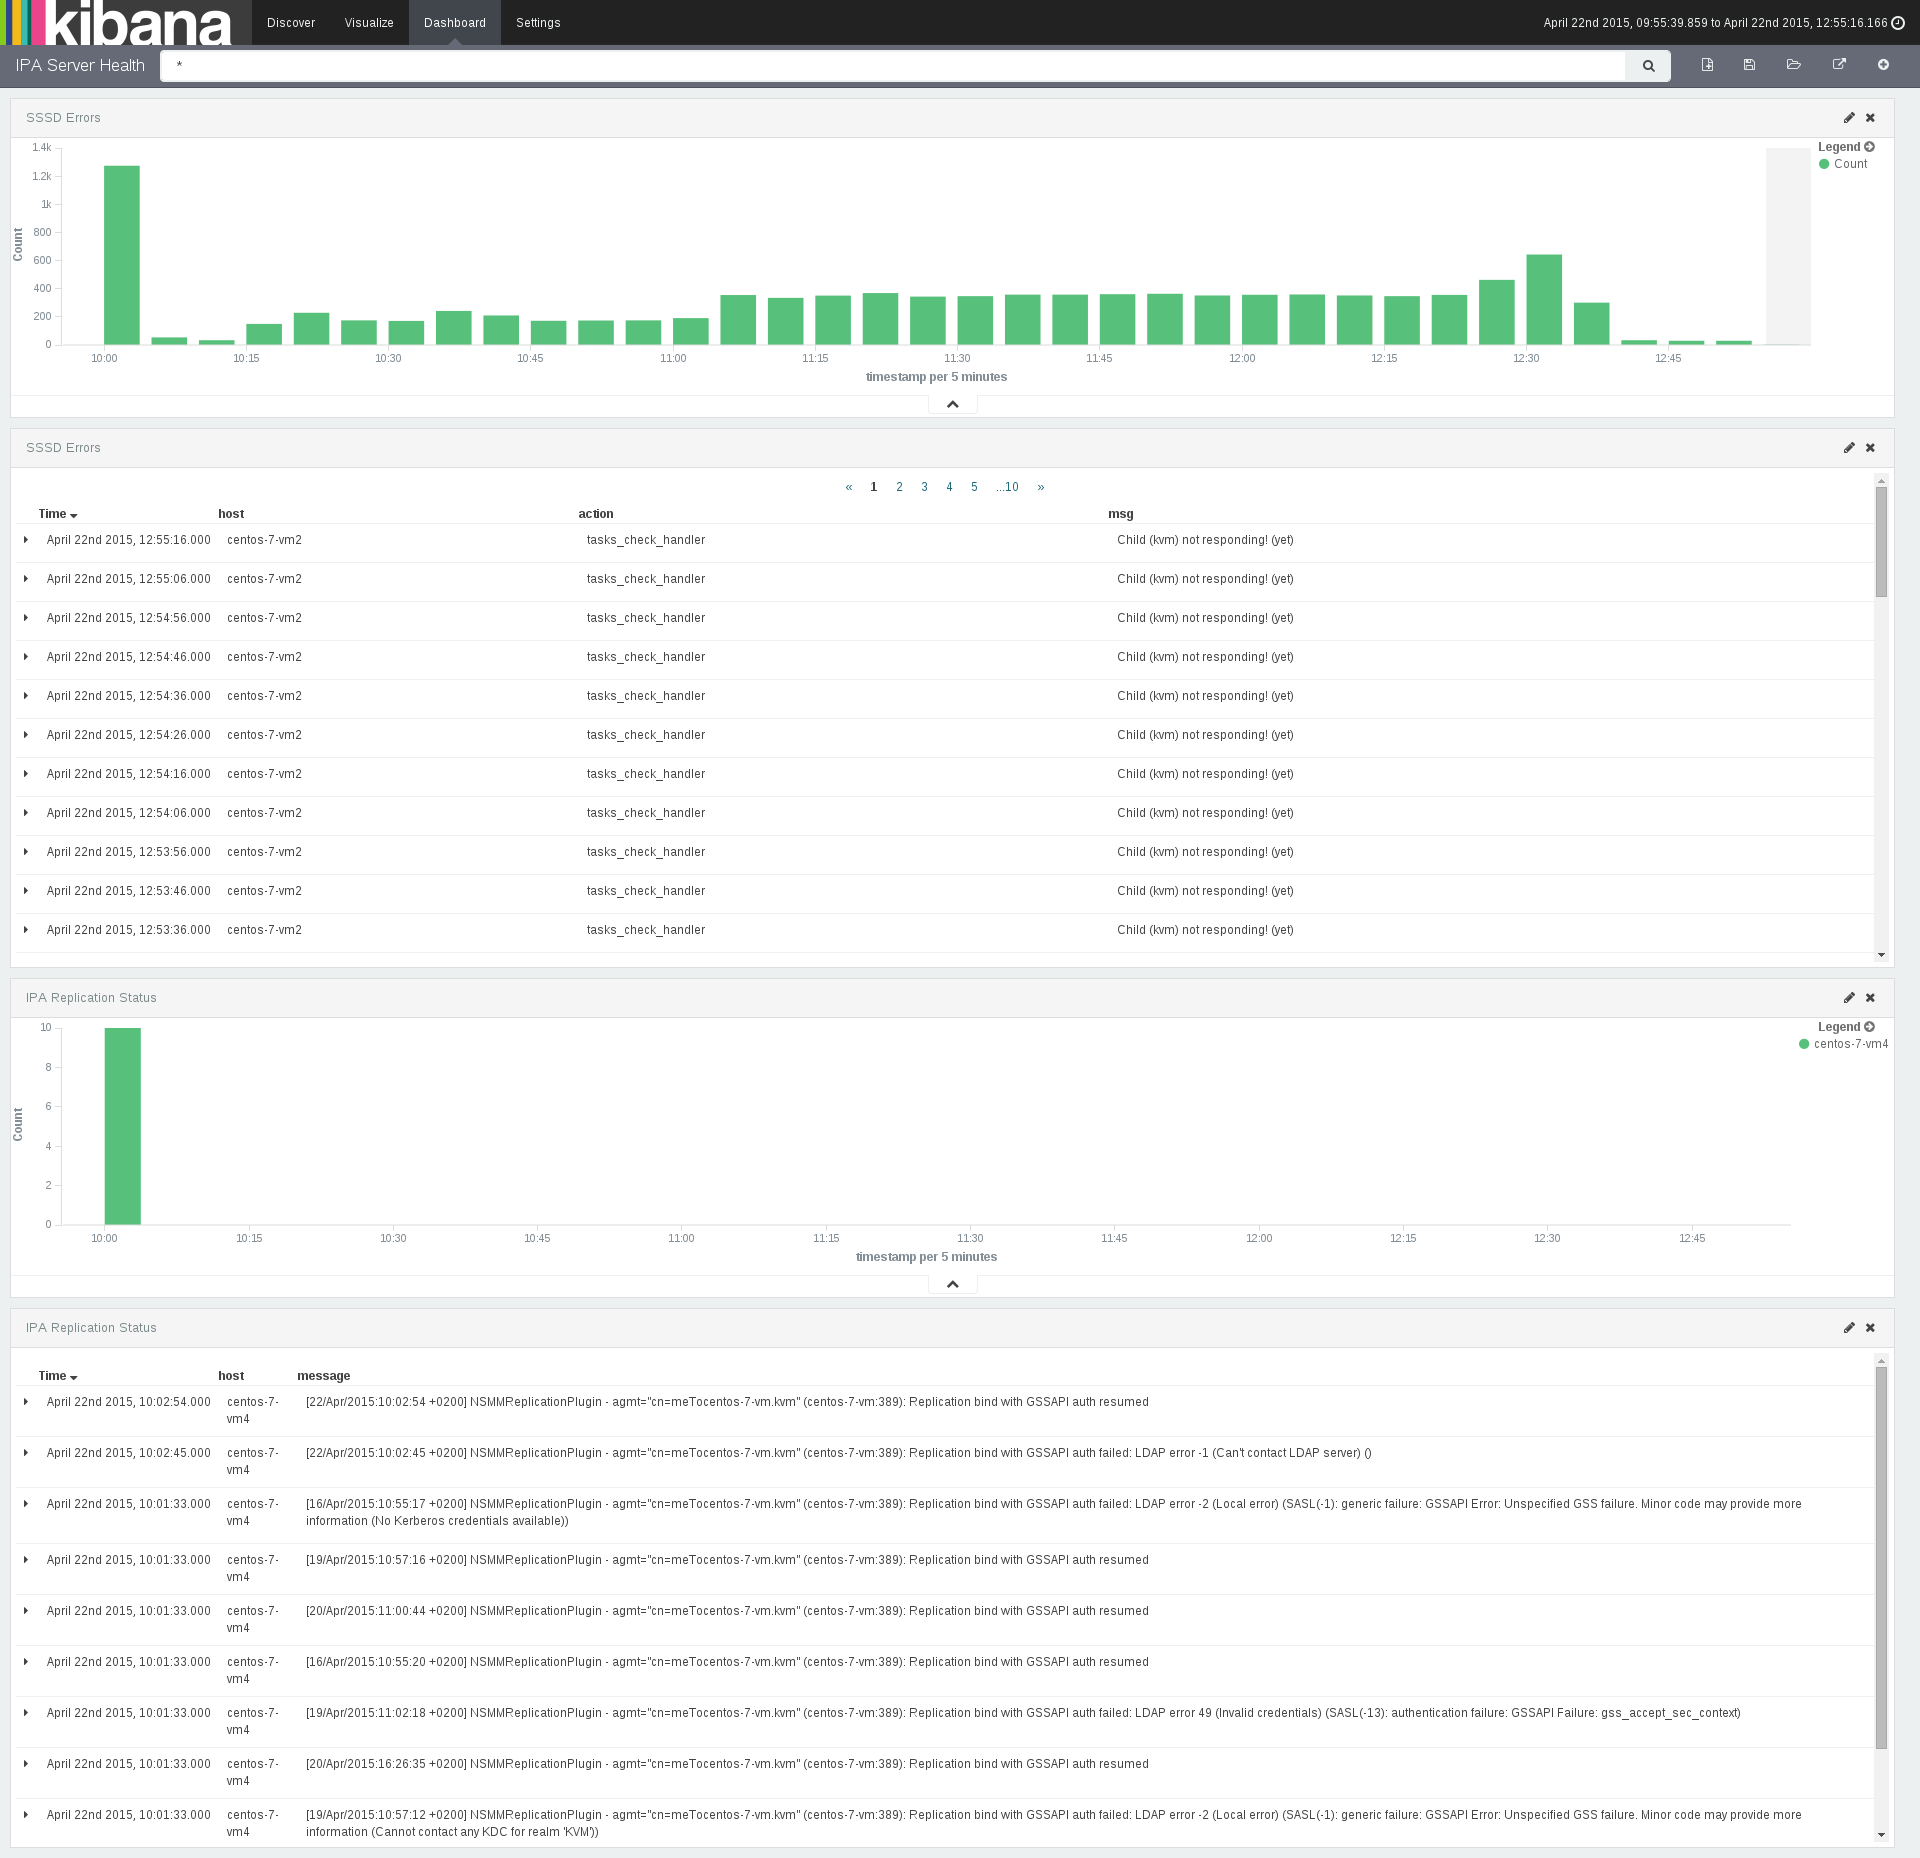 kibana Discover Visualize Dashboard Settings April 22nd 2015, 09:55:39.859 to April 22nd 2015, 12:55:16.166
IPA Server Health *
SSSD Errors
1.4k
1.2k
1k
800
600
400
200
0
Count
10:00 10:15 10:30 10:45 11:00 11:15 11:30 11:45 12:00 12:15 12:30 12:45
timestamp per 5 minutes
Legend
Count
SSSD Errors
« 1 2 3 4 5 ...10 »
Time host action msg
April 22nd 2015, 12:55:16.000 centos-7-vm2 tasks_check_handler Child (kvm) not responding! (yet)
April 22nd 2015, 12:55:06.000 centos-7-vm2 tasks_check_handler Child (kvm) not responding! (yet)
April 22nd 2015, 12:54:56.000 centos-7-vm2 tasks_check_handler Child (kvm) not responding! (yet)
April 22nd 2015, 12:54:46.000 centos-7-vm2 tasks_check_handler Child (kvm) not responding! (yet)
April 22nd 2015, 12:54:36.000 centos-7-vm2 tasks_check_handler Child (kvm) not responding! (yet)
April 22nd 2015, 12:54:26.000 centos-7-vm2 tasks_check_handler Child (kvm) not responding! (yet)
April 22nd 2015, 12:54:16.000 centos-7-vm2 tasks_check_handler Child (kvm) not responding! (yet)
April 22nd 2015, 12:54:06.000 centos-7-vm2 tasks_check_handler Child (kvm) not responding! (yet)
April 22nd 2015, 12:53:56.000 centos-7-vm2 tasks_check_handler Child (kvm) not responding! (yet)
April 22nd 2015, 12:53:46.000 centos-7-vm2 tasks_check_handler Child (kvm) not responding! (yet)
April 22nd 2015, 12:53:36.000 centos-7-vm2 tasks_check_handler Child (kvm) not responding! (yet)
IPA Replication Status
10
8
6
4
2
0
Count
10:00 10:15 10:30 10:45 11:00 11:15 11:30 11:45 12:00 12:15 12:30 12:45
timestamp per 5 minutes
Legend
centos-7-vm4
IPA Replication Status
Time host message
April 22nd 2015, 10:02:54.000 centos-7- [22/Apr/2015:10:02:54 +0200] NSMMReplicationPlugin - agmt="cn=meTocentos-7-vm.kvm" (centos-7-vm:389): Replication bind with GSSAPI auth resumed
vm4
April 22nd 2015, 10:02:45.000 centos-7- [22/Apr/2015:10:02:45 +0200] NSMMReplicationPlugin - agmt="cn=meTocentos-7-vm.kvm" (centos-7-vm:389): Replication bind with GSSAPI auth failed: LDAP error -1 (Can't contact LDAP server) ()
vm4
April 22nd 2015, 10:01:33.000 centos-7- [16/Apr/2015:10:55:17 +0200] NSMMReplicationPlugin - agmt="cn=meTocentos-7-vm.kvm" (centos-7-vm:389): Replication bind with GSSAPI auth failed: LDAP error -2 (Local error) (SASL(-1): generic failure: GSSAPI Error: Unspecified GSS failure. Minor code may provide more
vm4 information (No Kerberos credentials available))
April 22nd 2015, 10:01:33.000 centos-7- [19/Apr/2015:10:57:16 +0200] NSMMReplicationPlugin - agmt="cn=meTocentos-7-vm.kvm" (centos-7-vm:389): Replication bind with GSSAPI auth resumed
vm4
April 22nd 2015, 10:01:33.000 centos-7- [20/Apr/2015:11:00:44 +0200] NSMMReplicationPlugin - agmt="cn=meTocentos-7-vm.kvm" (centos-7-vm:389): Replication bind with GSSAPI auth resumed
vm4
April 22nd 2015, 10:01:33.000 centos-7- [16/Apr/2015:10:55:20 +0200] NSMMReplicationPlugin - agmt="cn=meTocentos-7-vm.kvm" (centos-7-vm:389): Replication bind with GSSAPI auth resumed
vm4
April 22nd 2015, 10:01:33.000 centos-7- [19/Apr/2015:11:02:18 +0200] NSMMReplicationPlugin - agmt="cn=meTocentos-7-vm.kvm" (centos-7-vm:389): Replication bind with GSSAPI auth failed: LDAP error 49 (Invalid credentials) (SASL(-13): authentication failure: GSSAPI Failure: gss_accept_sec_context)
vm4
April 22nd 2015, 10:01:33.000 centos-7- [20/Apr/2015:16:26:35 +0200] NSMMReplicationPlugin - agmt="cn=meTocentos-7-vm.kvm" (centos-7-vm:389): Replication bind with GSSAPI auth resumed
vm4
April 22nd 2015, 10:01:33.000 centos-7- [19/Apr/2015:10:57:12 +0200] NSMMReplicationPlugin - agmt="cn=meTocentos-7-vm.kvm" (centos-7-vm:389): Replication bind with GSSAPI auth failed: LDAP error -2 (Local error) (SASL(-1): generic failure: GSSAPI Error: Unspecified GSS failure. Minor code may provide more
vm4 information (Cannot contact any KDC for realm 'KVM'))